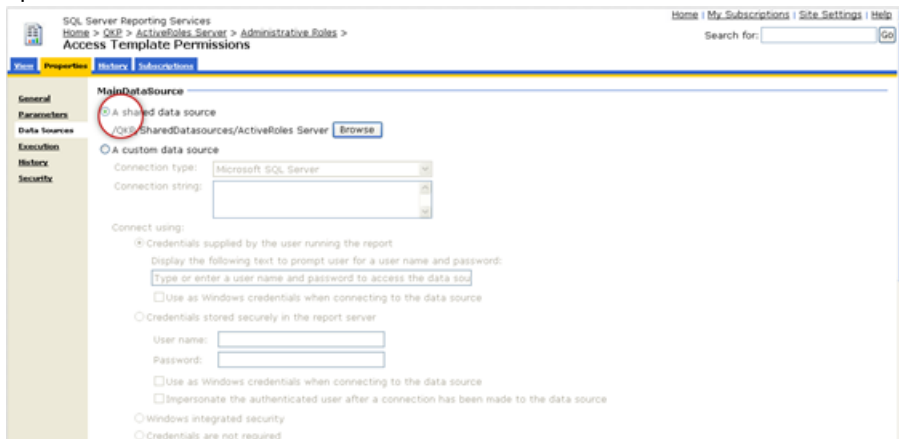 SQL Server Reporting Services
Home > QKP > ActiveRoles Server > Administrative Roles >
Access Template Permissions
Home | My Subscriptions | Site Settings | Help
Search for:
Go
View Properties History Subscriptions
General
Parameters
Data Sources
Execution
History
Security
MainDataSource
A shared data source
/QKP/SharedDatasources/ActiveRoles Server Browse
A custom data source
Connection type: Microsoft SQL Server
Connection string:
Connect using:
Credentials supplied by the user running the report
Display the following text to prompt user for a user name and password:
Type or enter a user name and password to access the data sou
Use as Windows credentials when connecting to the data source
Credentials stored securely in the report server
User name:
Password:
Use as Windows credentials when connecting to the data source
Impersonate the authenticated user after a connection has been made to the data source
Windows integrated security
Credentials are not required